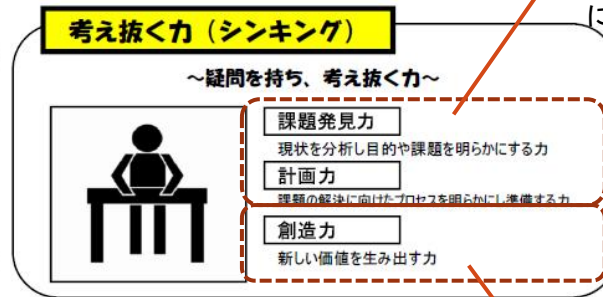 に
考え抜く力（シンキング）
～疑問を持ち、考え抜く力～
課題発見力
現状を分析し目的や課題を明らかにする力
計画力
課題の解決に向けたプロセスを明らかにし準備する力
創造力
新しい価値を生み出す力